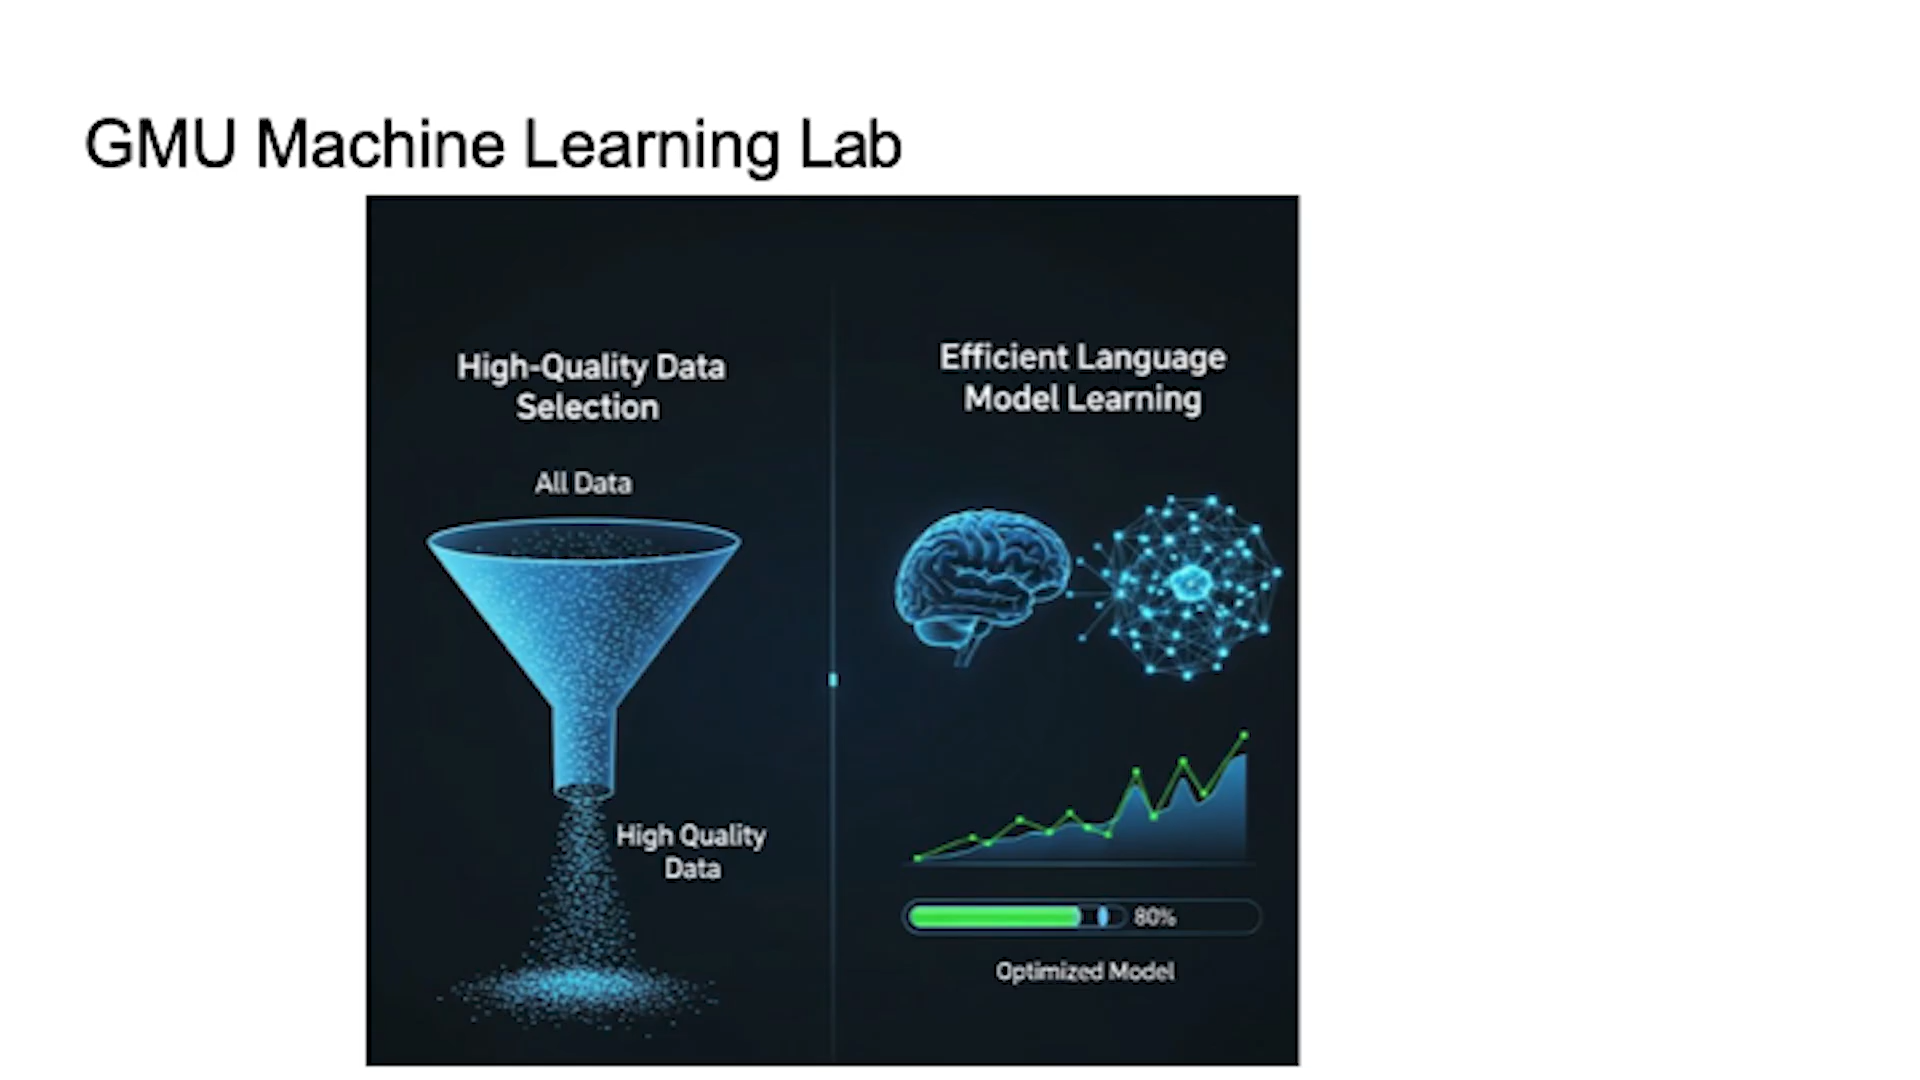 GMU Machine Learning Lab
High-Quality Data
Selection
All Data
High Quality
Data
Efficient Language
Model Learning
80%
Optimized Model